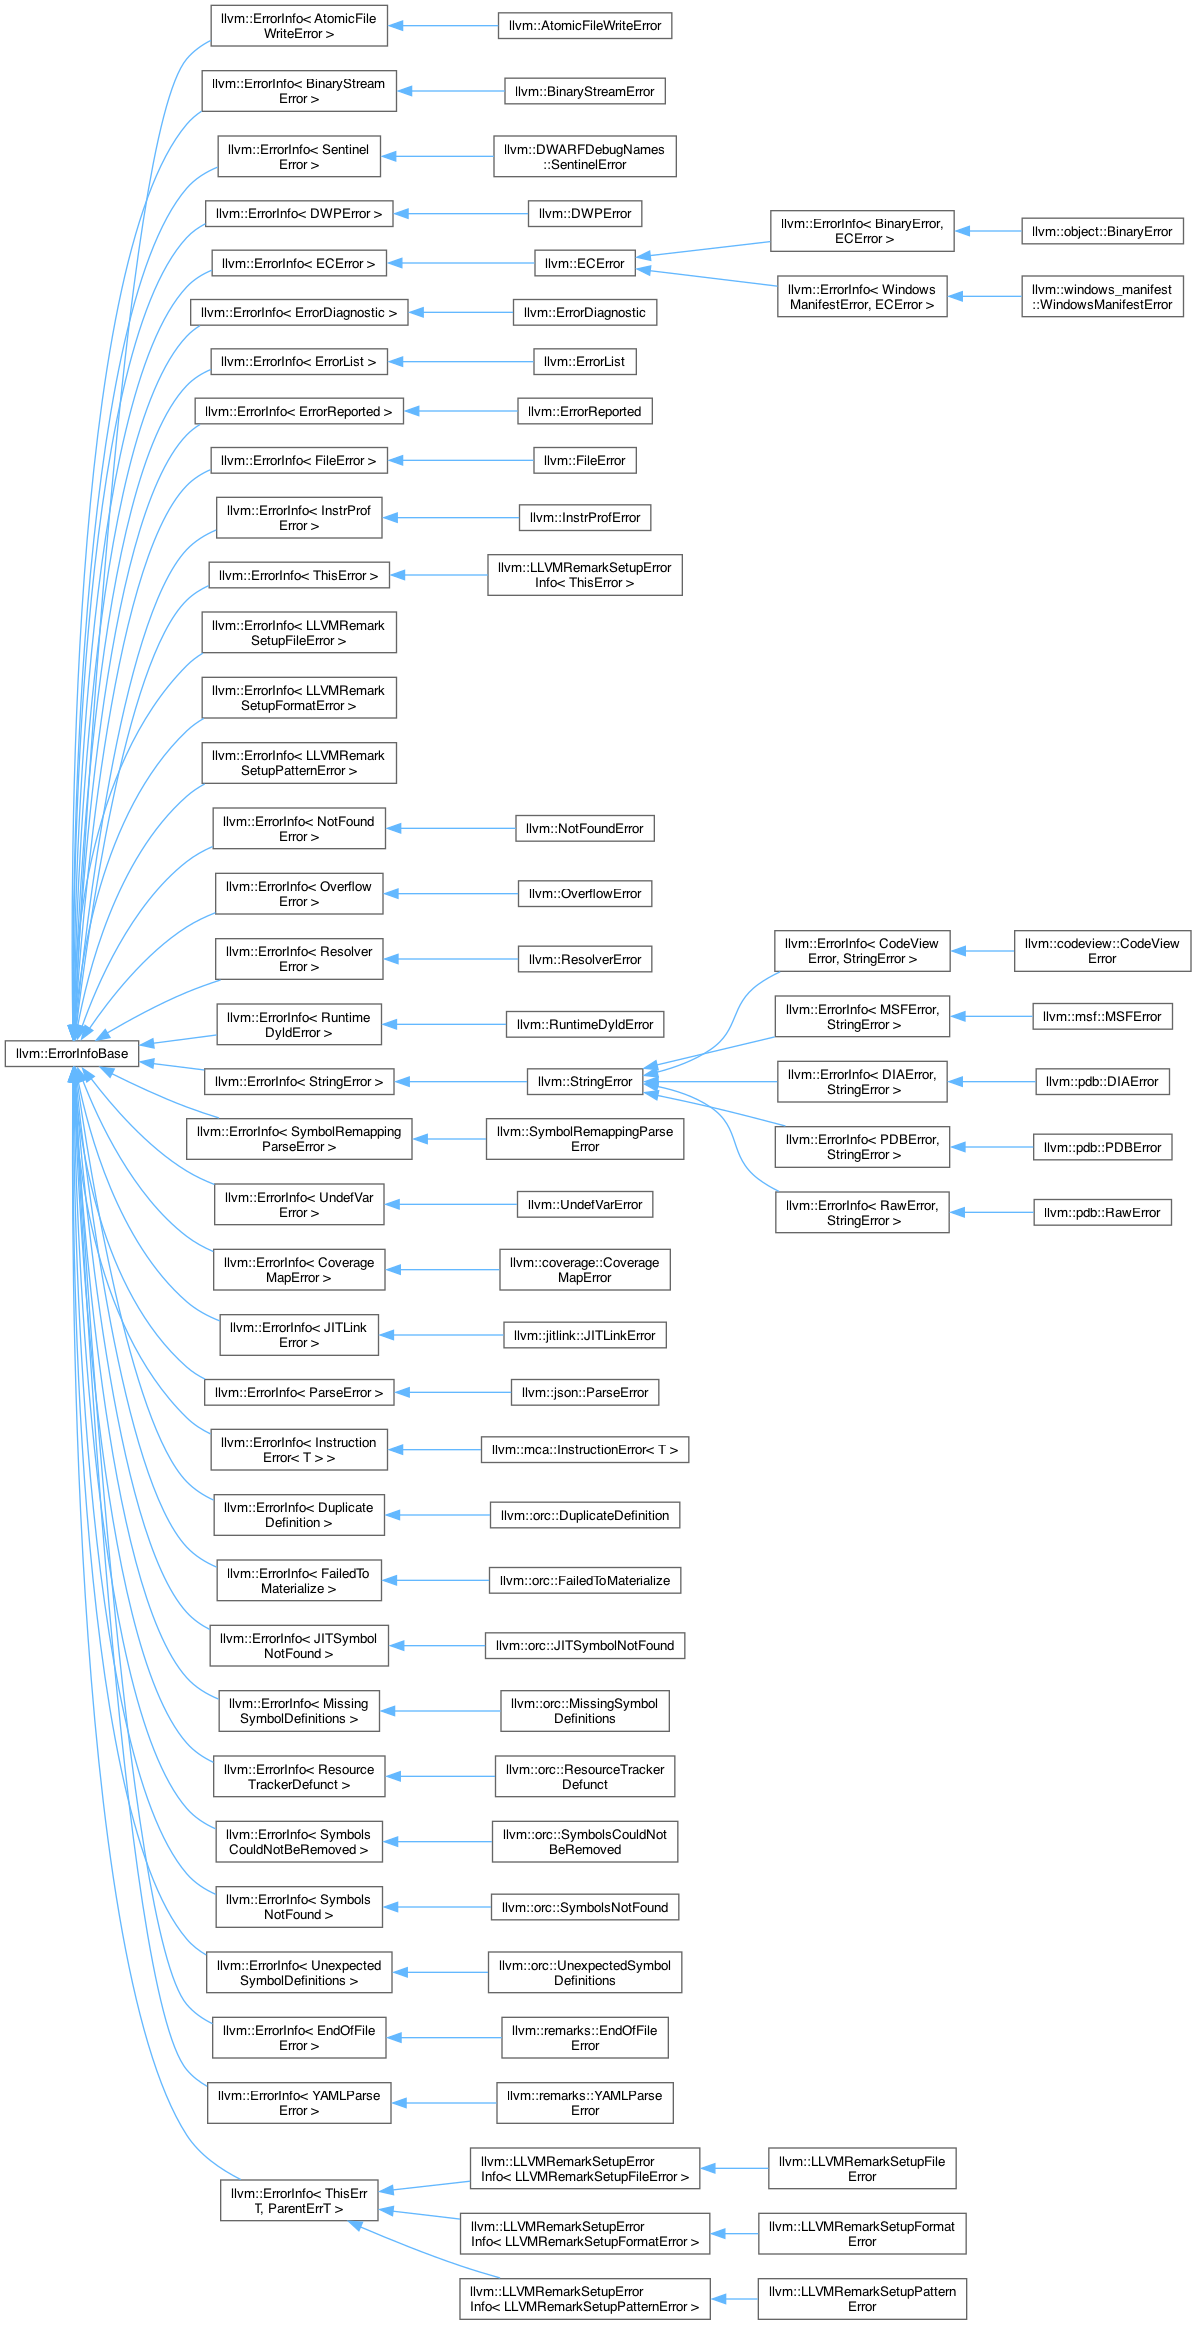 llvm::ErrorInfo< AtomicFile
WriteError >
llvm::AtomicFileWriteError
llvm::ErrorInfo< BinaryStream
Error >
llvm::BinaryStreamError
llvm::ErrorInfo< Sentinel
Error >
llvm::DWARFDebugNames
::SentinelError
llvm::ErrorInfo< DWPError >
llvm::DWPError
llvm::ErrorInfo< ECError >
llvm::ECError
llvm::ErrorInfo< BinaryError,
ECError >
llvm::object::BinaryError
llvm::ErrorInfo< Windows
ManifestError, ECError >
llvm::windows_manifest
::WindowsManifestError
llvm::ErrorInfo< ErrorDiagnostic >
llvm::ErrorDiagnostic
llvm::ErrorInfo< ErrorList >
llvm::ErrorList
llvm::ErrorInfo< ErrorReported >
llvm::ErrorReported
llvm::ErrorInfo< FileError >
llvm::FileError
llvm::ErrorInfo< InstrProf
Error >
llvm::InstrProfError
llvm::ErrorInfo< ThisError >
llvm::LLVMRemarkSetupError
Info< ThisError >
llvm::ErrorInfo< LLVMRemark
SetupFileError >
llvm::ErrorInfo< LLVMRemark
SetupFormatError >
llvm::ErrorInfo< LLVMRemark
SetupPatternError >
llvm::ErrorInfo< NotFound
Error >
llvm::NotFoundError
llvm::ErrorInfo< Overflow
Error >
llvm::OverflowError
llvm::ErrorInfo< Resolver
Error >
llvm::ResolverError
llvm::ErrorInfo< Runtime
DyldError >
llvm::RuntimeDyldError
llvm::ErrorInfoBase
llvm::ErrorInfo< StringError >
llvm::StringError
llvm::ErrorInfo< CodeView
Error, StringError >
llvm::codeview::CodeView
Error
llvm::ErrorInfo< MSFError,
StringError >
llvm::msf::MSFError
llvm::ErrorInfo< DIAError,
StringError >
llvm::pdb::DIAError
llvm::ErrorInfo< PDBError,
StringError >
llvm::pdb::PDBError
llvm::ErrorInfo< RawError,
StringError >
llvm::pdb::RawError
llvm::ErrorInfo< SymbolRemapping
ParseError >
llvm::SymbolRemappingParse
Error
llvm::ErrorInfo< UndefVar
Error >
llvm::UndefVarError
llvm::ErrorInfo< Coverage
MapError >
llvm::coverage::Coverage
MapError
llvm::ErrorInfo< JITLink
Error >
llvm::jitlink::JITLinkError
llvm::ErrorInfo< ParseError >
llvm::json::ParseError
llvm::ErrorInfo< Instruction
Error< T > >
llvm::mca::InstructionError< T >
llvm::ErrorInfo< Duplicate
Definition >
llvm::orc::DuplicateDefinition
llvm::ErrorInfo< FailedTo
Materialize >
llvm::orc::FailedToMaterialize
llvm::ErrorInfo< JITSymbol
NotFound >
llvm::orc::JITSymbolNotFound
llvm::ErrorInfo< Missing
SymbolDefinitions >
llvm::orc::MissingSymbol
Definitions
llvm::ErrorInfo< Resource
TrackerDefunct >
llvm::orc::ResourceTracker
Defunct
llvm::ErrorInfo< Symbols
CouldNotBeRemoved >
llvm::orc::SymbolsCouldNot
BeRemoved
llvm::ErrorInfo< Symbols
NotFound >
llvm::orc::SymbolsNotFound
llvm::ErrorInfo< Unexpected
SymbolDefinitions >
llvm::orc::UnexpectedSymbol
Definitions
llvm::ErrorInfo< EndOfFile
Error >
llvm::remarks::EndOfFile
Error
llvm::ErrorInfo< YAMLParse
Error >
llvm::remarks::YAMLParse
Error
llvm::ErrorInfo< ThisErr
T, ParentErrT >
llvm::LLVMRemarkSetupError
Info< LLVMRemarkSetupFileError >
llvm::LLVMRemarkSetupFile
Error
llvm::LLVMRemarkSetupError
Info< LLVMRemarkSetupFormatError >
llvm::LLVMRemarkSetupFormat
Error
llvm::LLVMRemarkSetupError
Info< LLVMRemarkSetupPatternError >
llvm::LLVMRemarkSetupPattern
Error